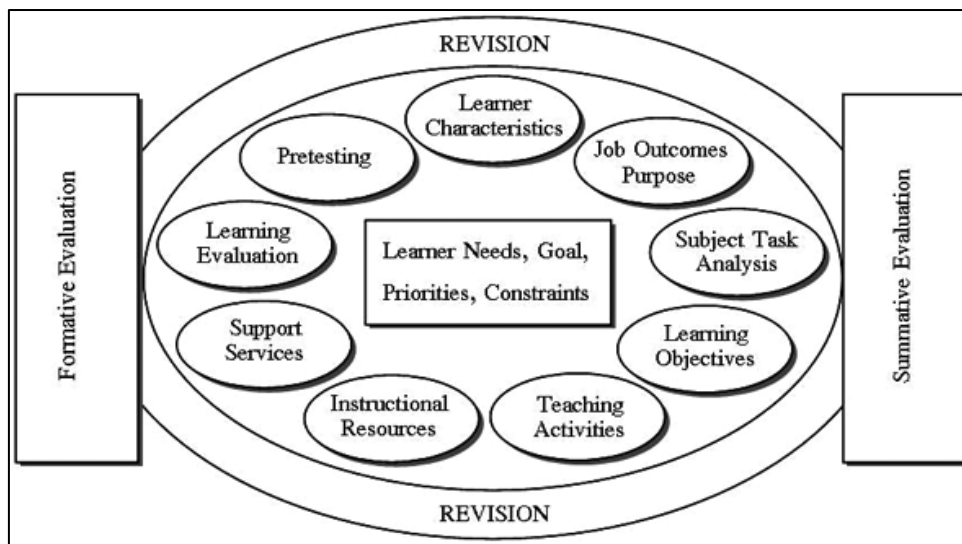 REVISION
Learner
Characteristics
Pretesting
Job Outcomes
Purpose
Learning
Evaluation
Subject Task
Analysis
Learner Needs, Goal,
Priorities, Constraints
Support
Services
Learning
Objectives
Instructional
Resources
Teaching
Activities
REVISION
Formative Evaluation
Summative Evaluation